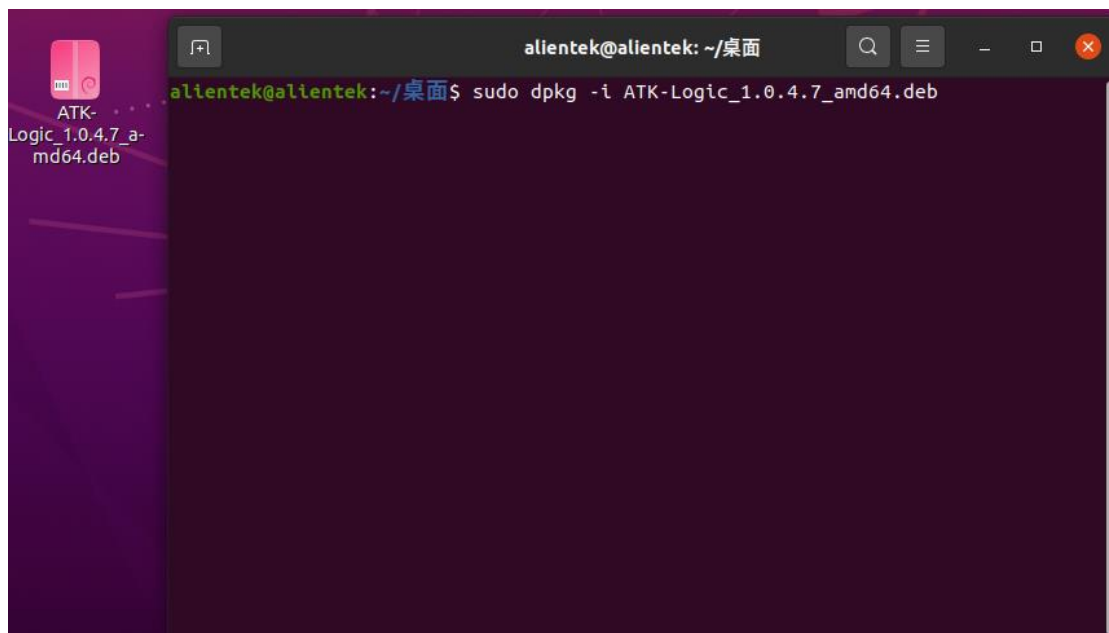 ATK-
Logic_1.0.4.7_a-
md64.deb
alientek@alientek: ~/桌面
alientek@alientek:~/桌面$ sudo dpkg -i ATK-Logic_1.0.4.7_amd64.deb